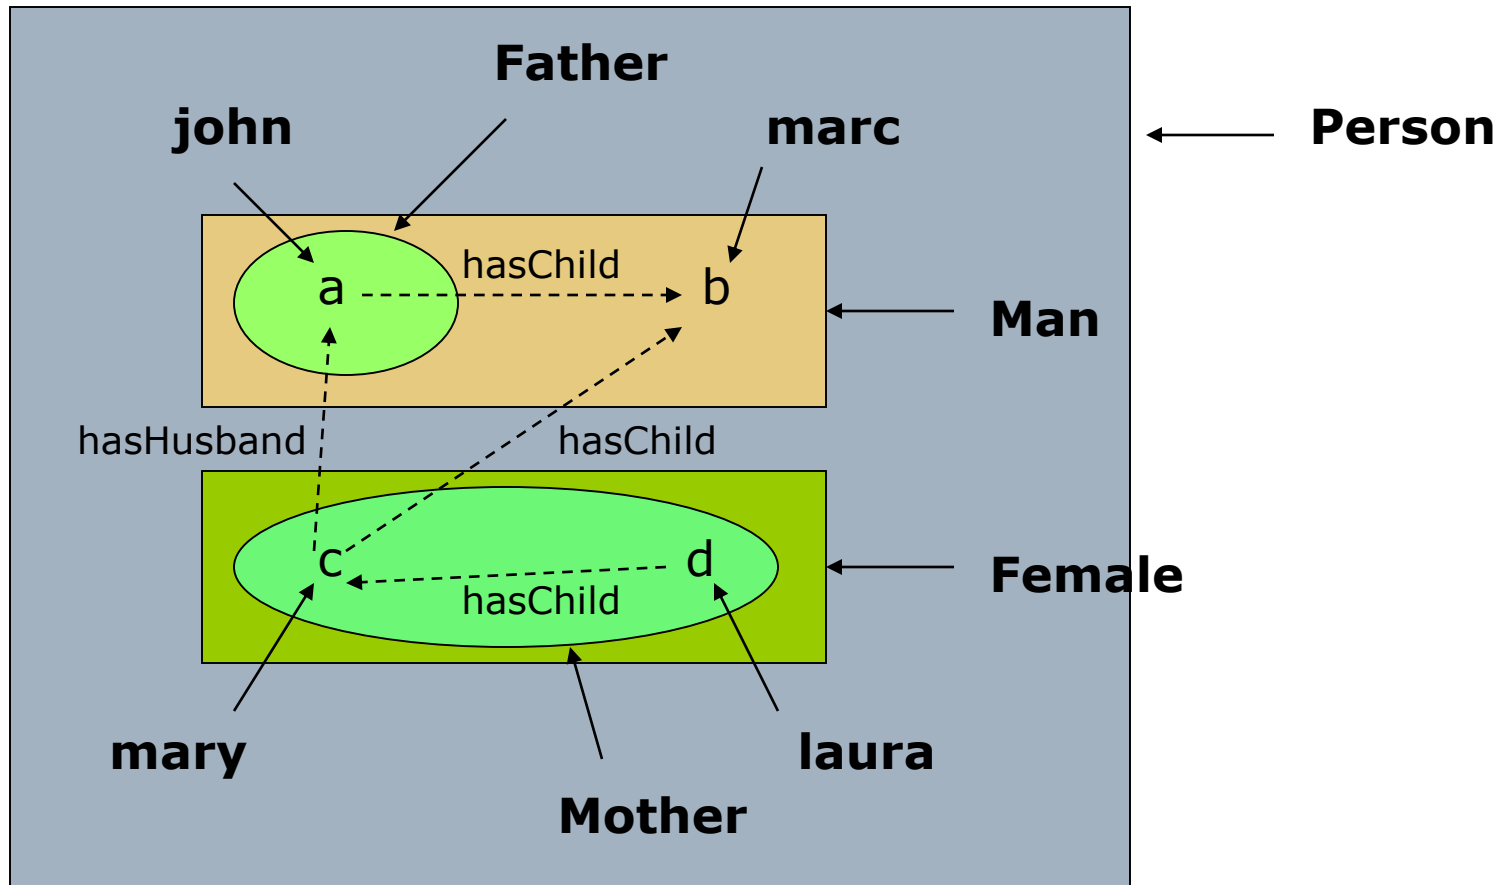 Father
john
marc
Person
hasChild
a
b
Man
hasHusband
hasChild
c
d
Female
hasChild
mary
laura
Mother